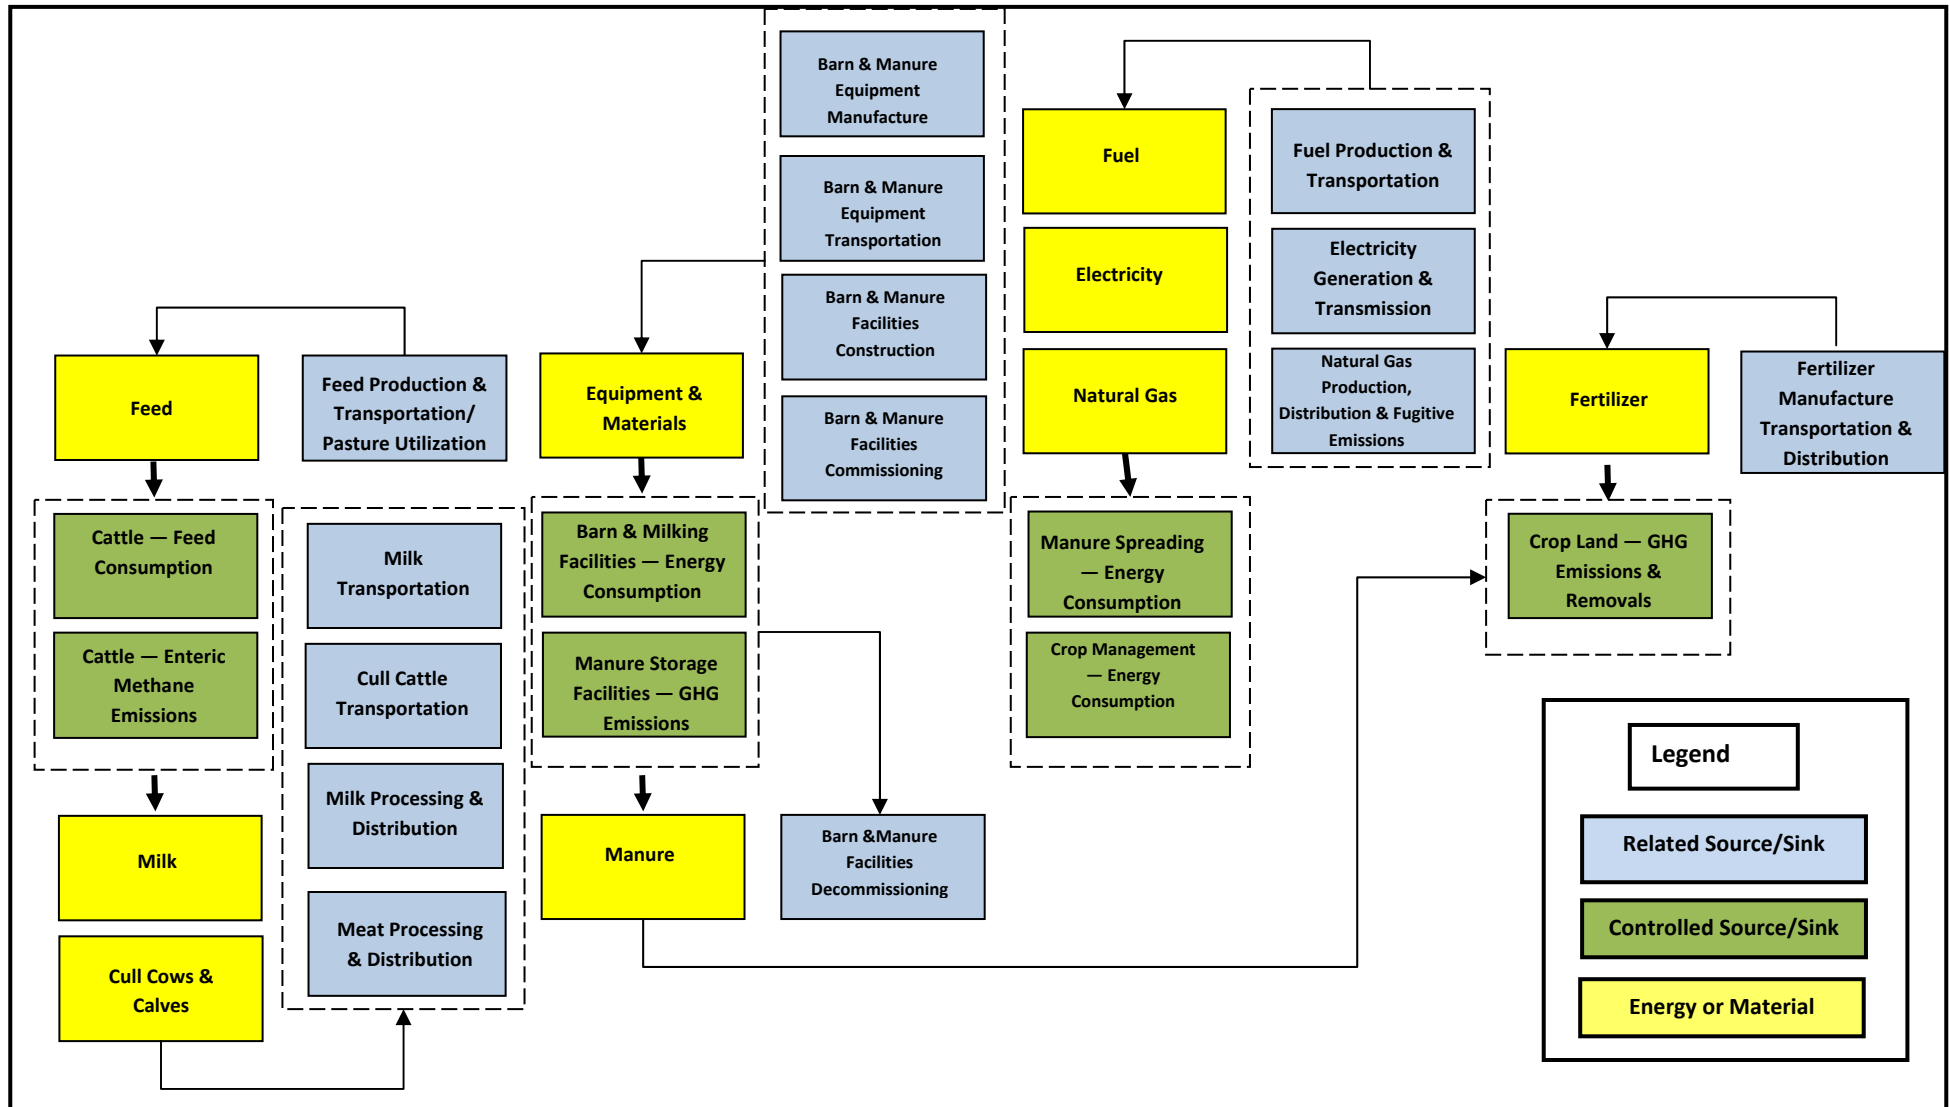 Barn & Manure
Equipment
Manufacture
Barn & Manure
Equipment
Transportation
Barn & Manure
Facilities
Construction
Barn & Manure
Facilities
Commissioning
Fuel
Electricity
Natural Gas
Fuel Production &
Transportation
Electricity
Generation &
Transmission
Natural Gas
Production,
Distribution & Fugitive
Emissions
Feed
Feed Production &
Transportation/
Pasture Utilization
Equipment &
Materials
Fertilizer
Fertilizer
Manufacture
Transportation &
Distribution
Cattle — Feed
Consumption
Cattle — Enteric
Methane
Emissions
Milk
Transportation
Cull Cattle
Transportation
Milk Processing &
Distribution
Meat Processing
& Distribution
Barn & Milking
Facilities — Energy
Consumption
Manure Storage
Facilities — GHG
Emissions
Manure Spreading
— Energy
Consumption
Crop Management
— Energy
Consumption
Crop Land — GHG
Emissions &
Removals
Milk
Cull Cows &
Calves
Manure
Barn &Manure
Facilities
Decommissioning
Legend
Related Source/Sink
Controlled Source/Sink
Energy or Material